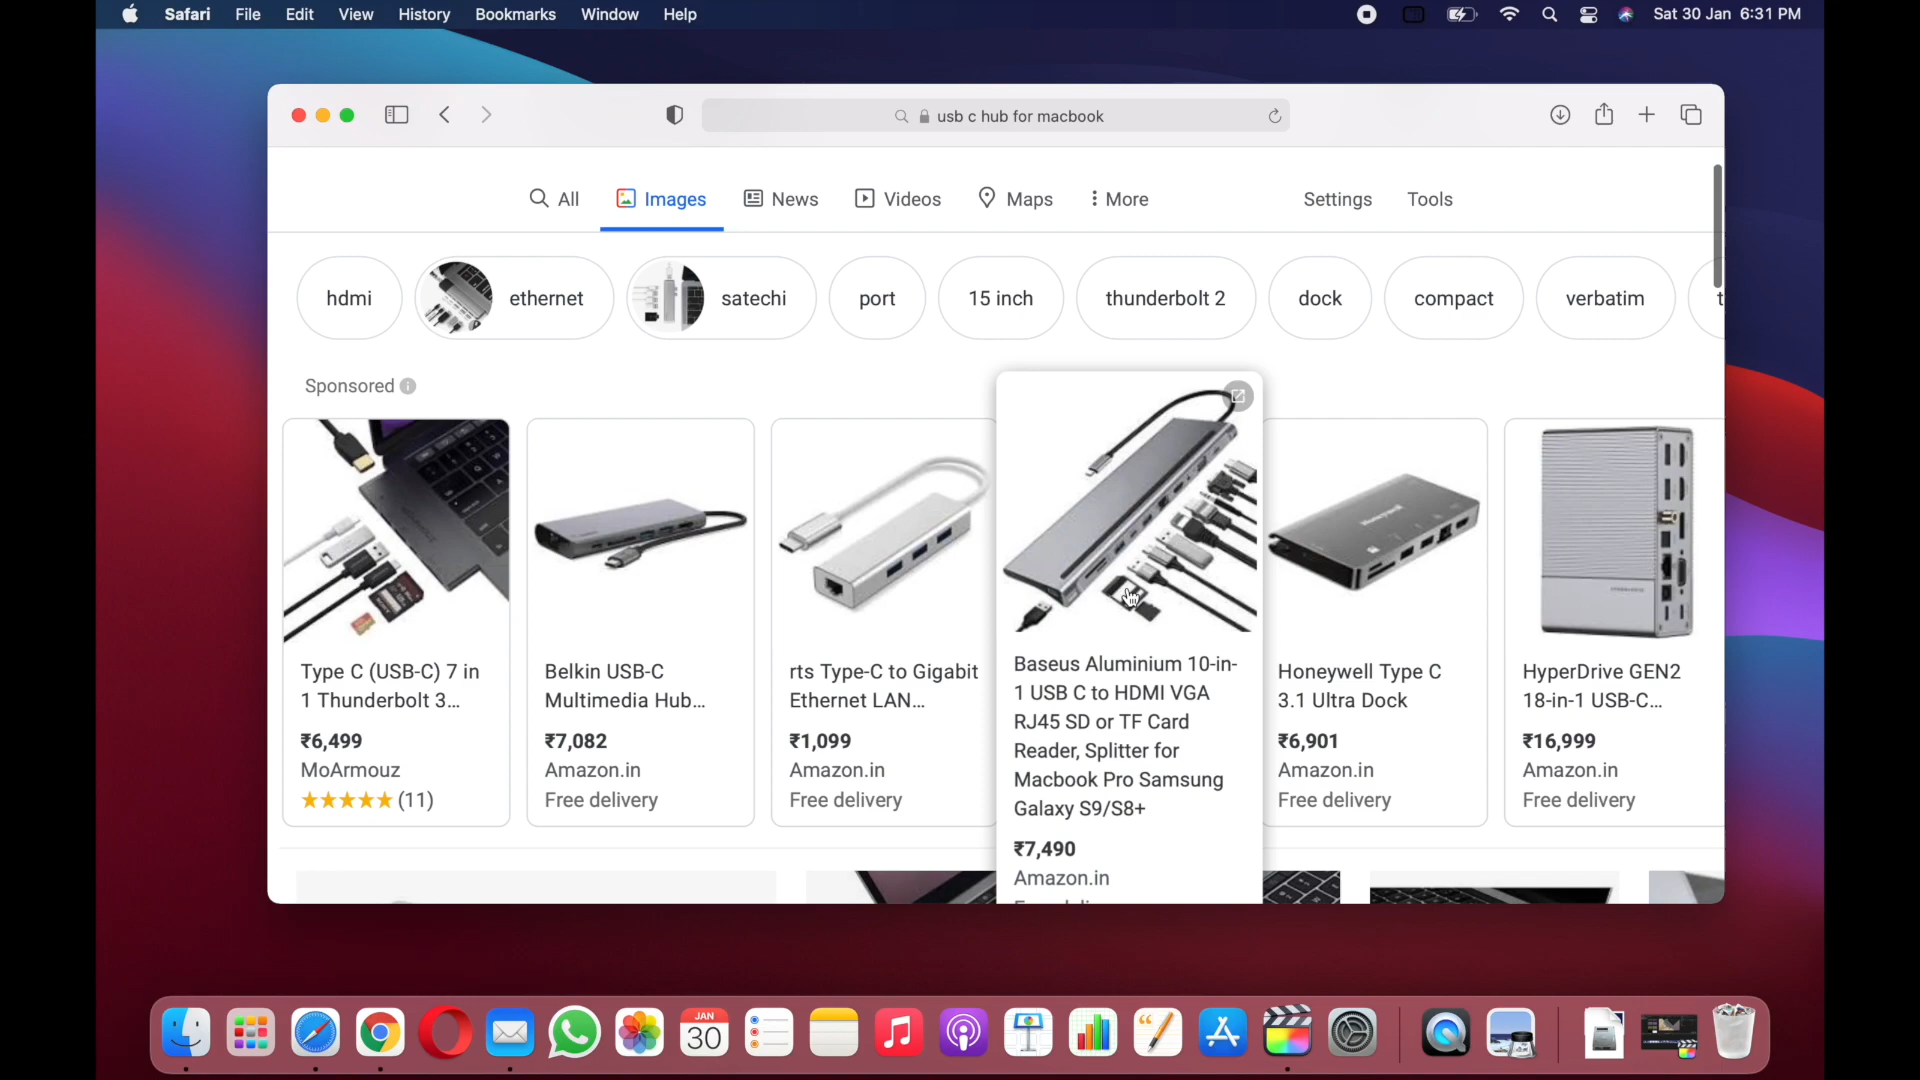 Safari File Edit View History Bookmarks Window Help Sat 30 Jan 6:31 PM
usb c hub for macbook
All Images News Videos Maps More Settings Tools
hdmi ethernet satechi port 15 inch thunderbolt 2 dock compact verbatim
Sponsored
Type C (USB-C) 7 in
1 Thunderbolt 3...
₹6,499
MoArmouz
(11)
Belkin USB-C
Multimedia Hub...
₹7,082
Amazon.in
Free delivery
rts Type-C to Gigabit
Ethernet LAN...
₹1,099
Amazon.in
Free delivery
Baseus Aluminium 10-in-
1 USB C to HDMI VGA
RJ45 SD or TF Card
Reader, Splitter for
Macbook Pro Samsung
Galaxy S9/S8+
₹7,490
Amazon.in
Honeywell
Honeywell Type C
3.1 Ultra Dock
₹6,901
Amazon.in
Free delivery
HyperDrive GEN2
18-in-1 USB-C...
₹16,999
Amazon.in
Free delivery
JAN
30